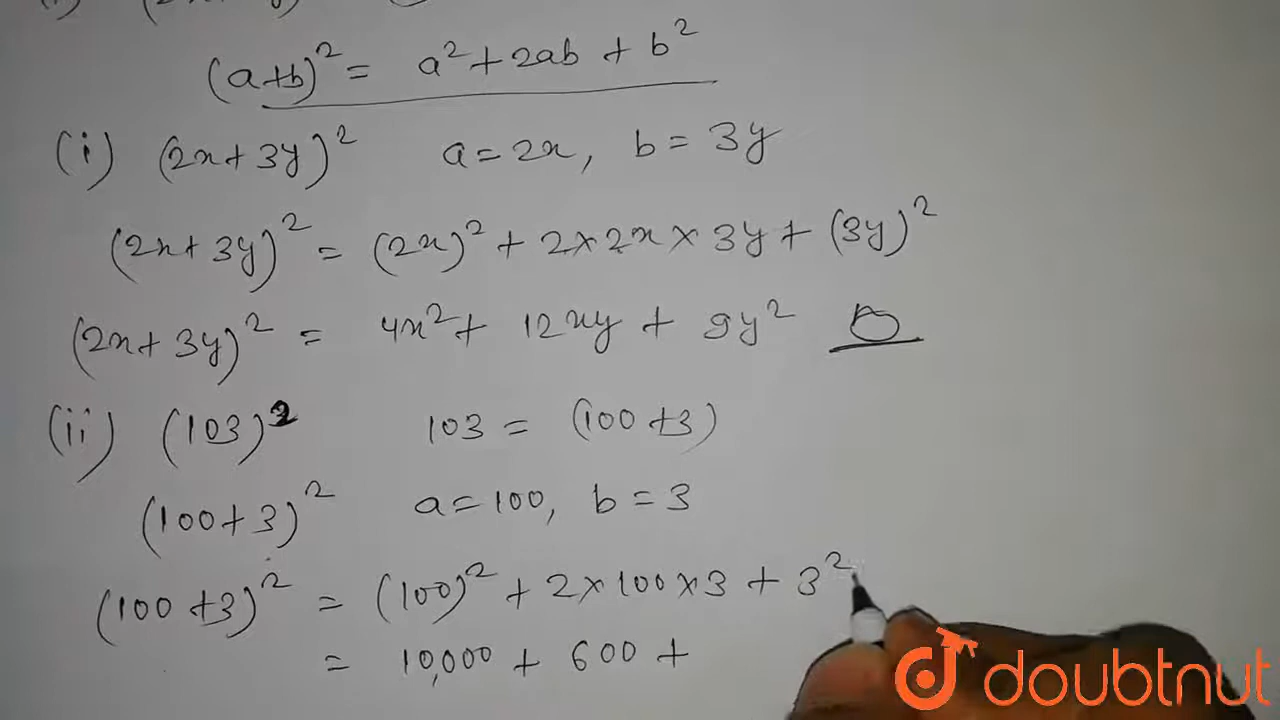 (a+b)² = a² + 2ab + b²
(i) (2x + 3y)² a = 2x, b = 3y
(2x + 3y)² = (2x)² + 2 × 2x × 3y + (3y)²
(2x + 3y)² = 4x² + 12xy + 9y²
(ii) (103)² 103 = (100 + 3)
(100 + 3)² a = 100, b = 3
(100 + 3)² = (100)² + 2 × 100 × 3 + 3²
= 10,000 + 600 +
doubtnut